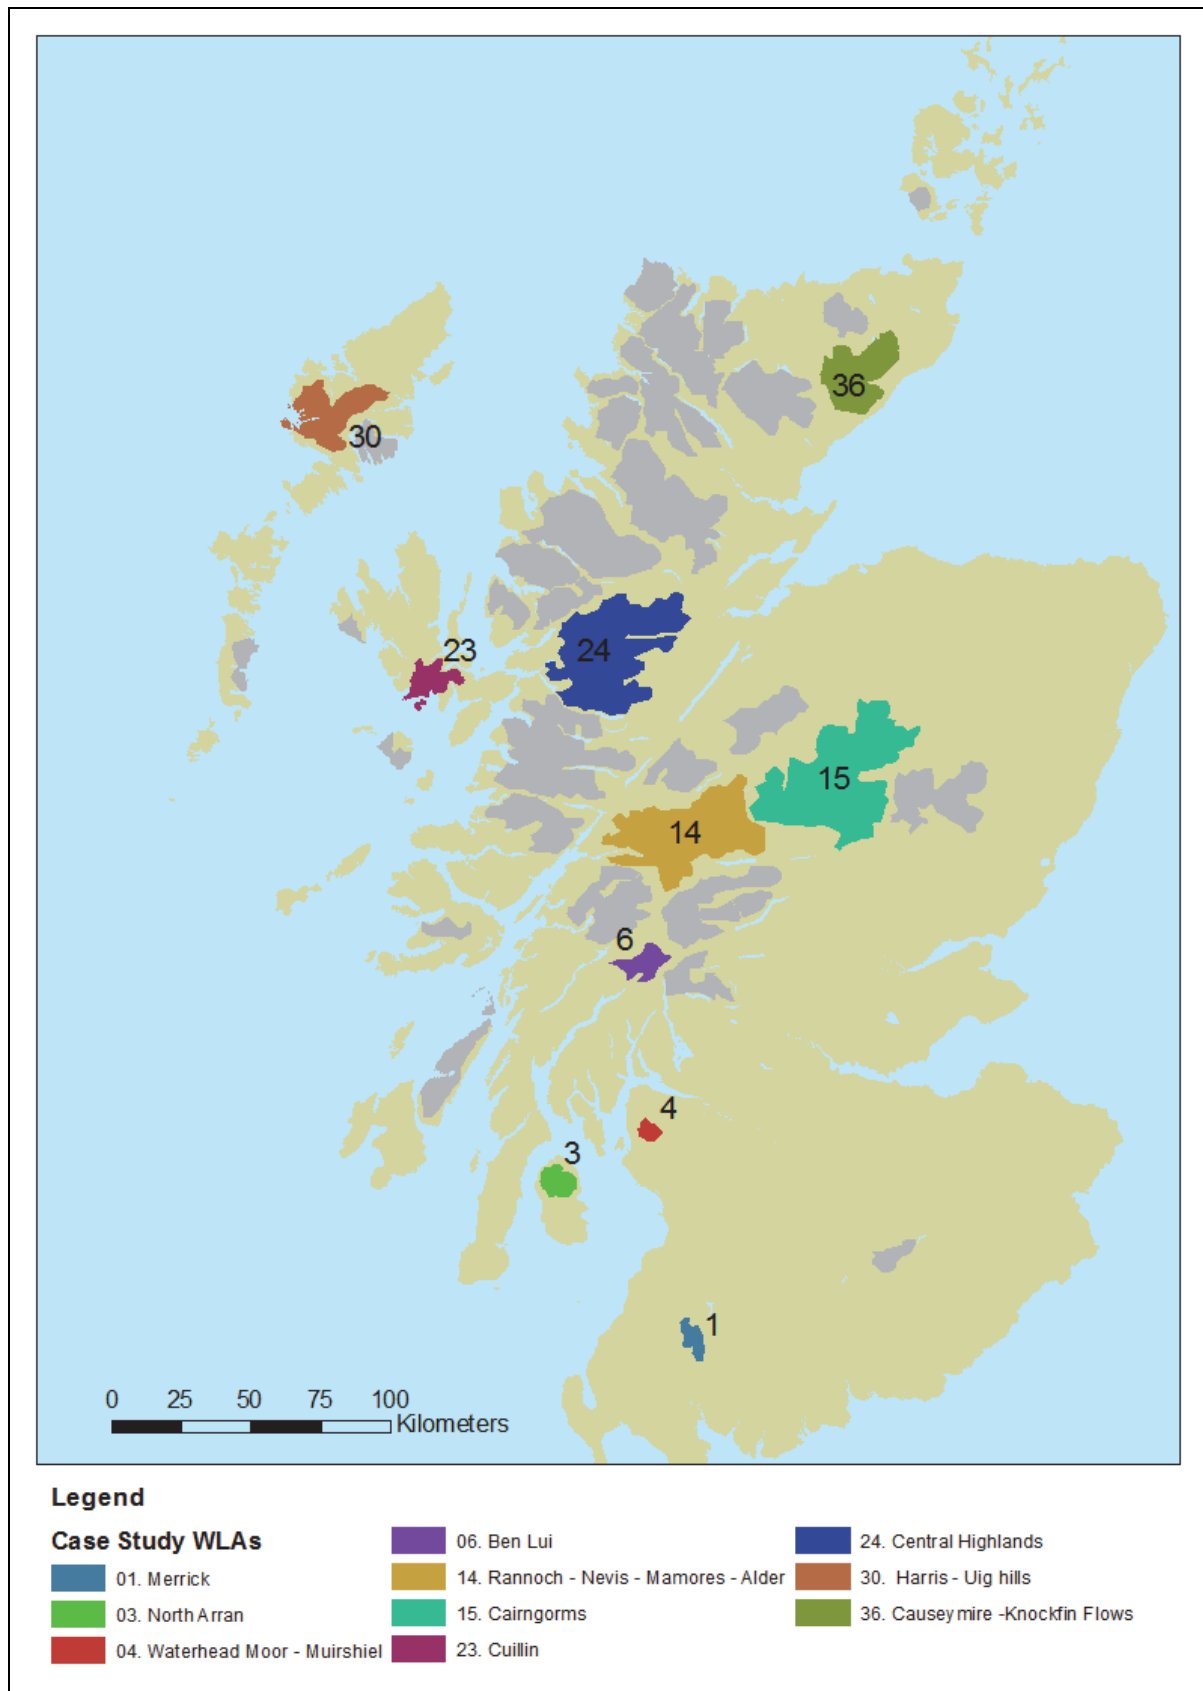 36
30
23
24
15
14
6
4
3
1
0 25 50 75 100
Kilometers
Legend
Case Study WLAs
01. Merrick
03. North Arran
04. Waterhead Moor - Muirshiel
06. Ben Lui
14. Rannoch - Nevis - Mamores - Alder
15. Cairngorms
23. Cuillin
24. Central Highlands
30. Harris - Uig hills
36. Causeymire -Knockfin Flows